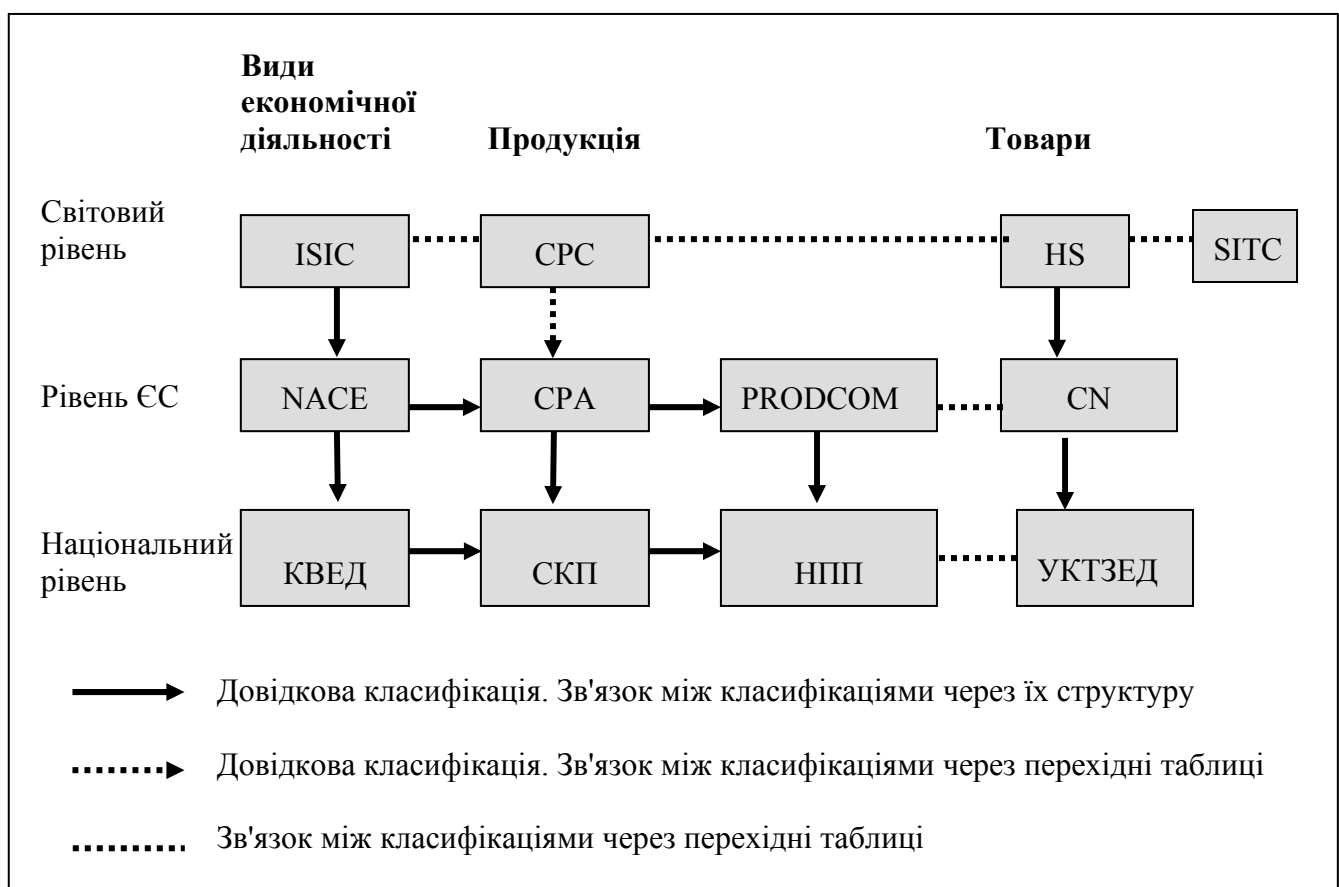 Види
економічної
діяльності
Продукція
Товари
Світовий
рівень
ISIC
CPC
HS
SITC
Рівень ЄС
NACE
CPA
PRODCOM
CN
Національний
рівень
КВЕД
СКП
НПП
УКТЗЕД
Довідкова класифікація. Зв'язок між класифікаціями через їх структуру
Довідкова класифікація. Зв'язок між класифікаціями через перехідні таблиці
Зв'язок між класифікаціями через перехідні таблиці